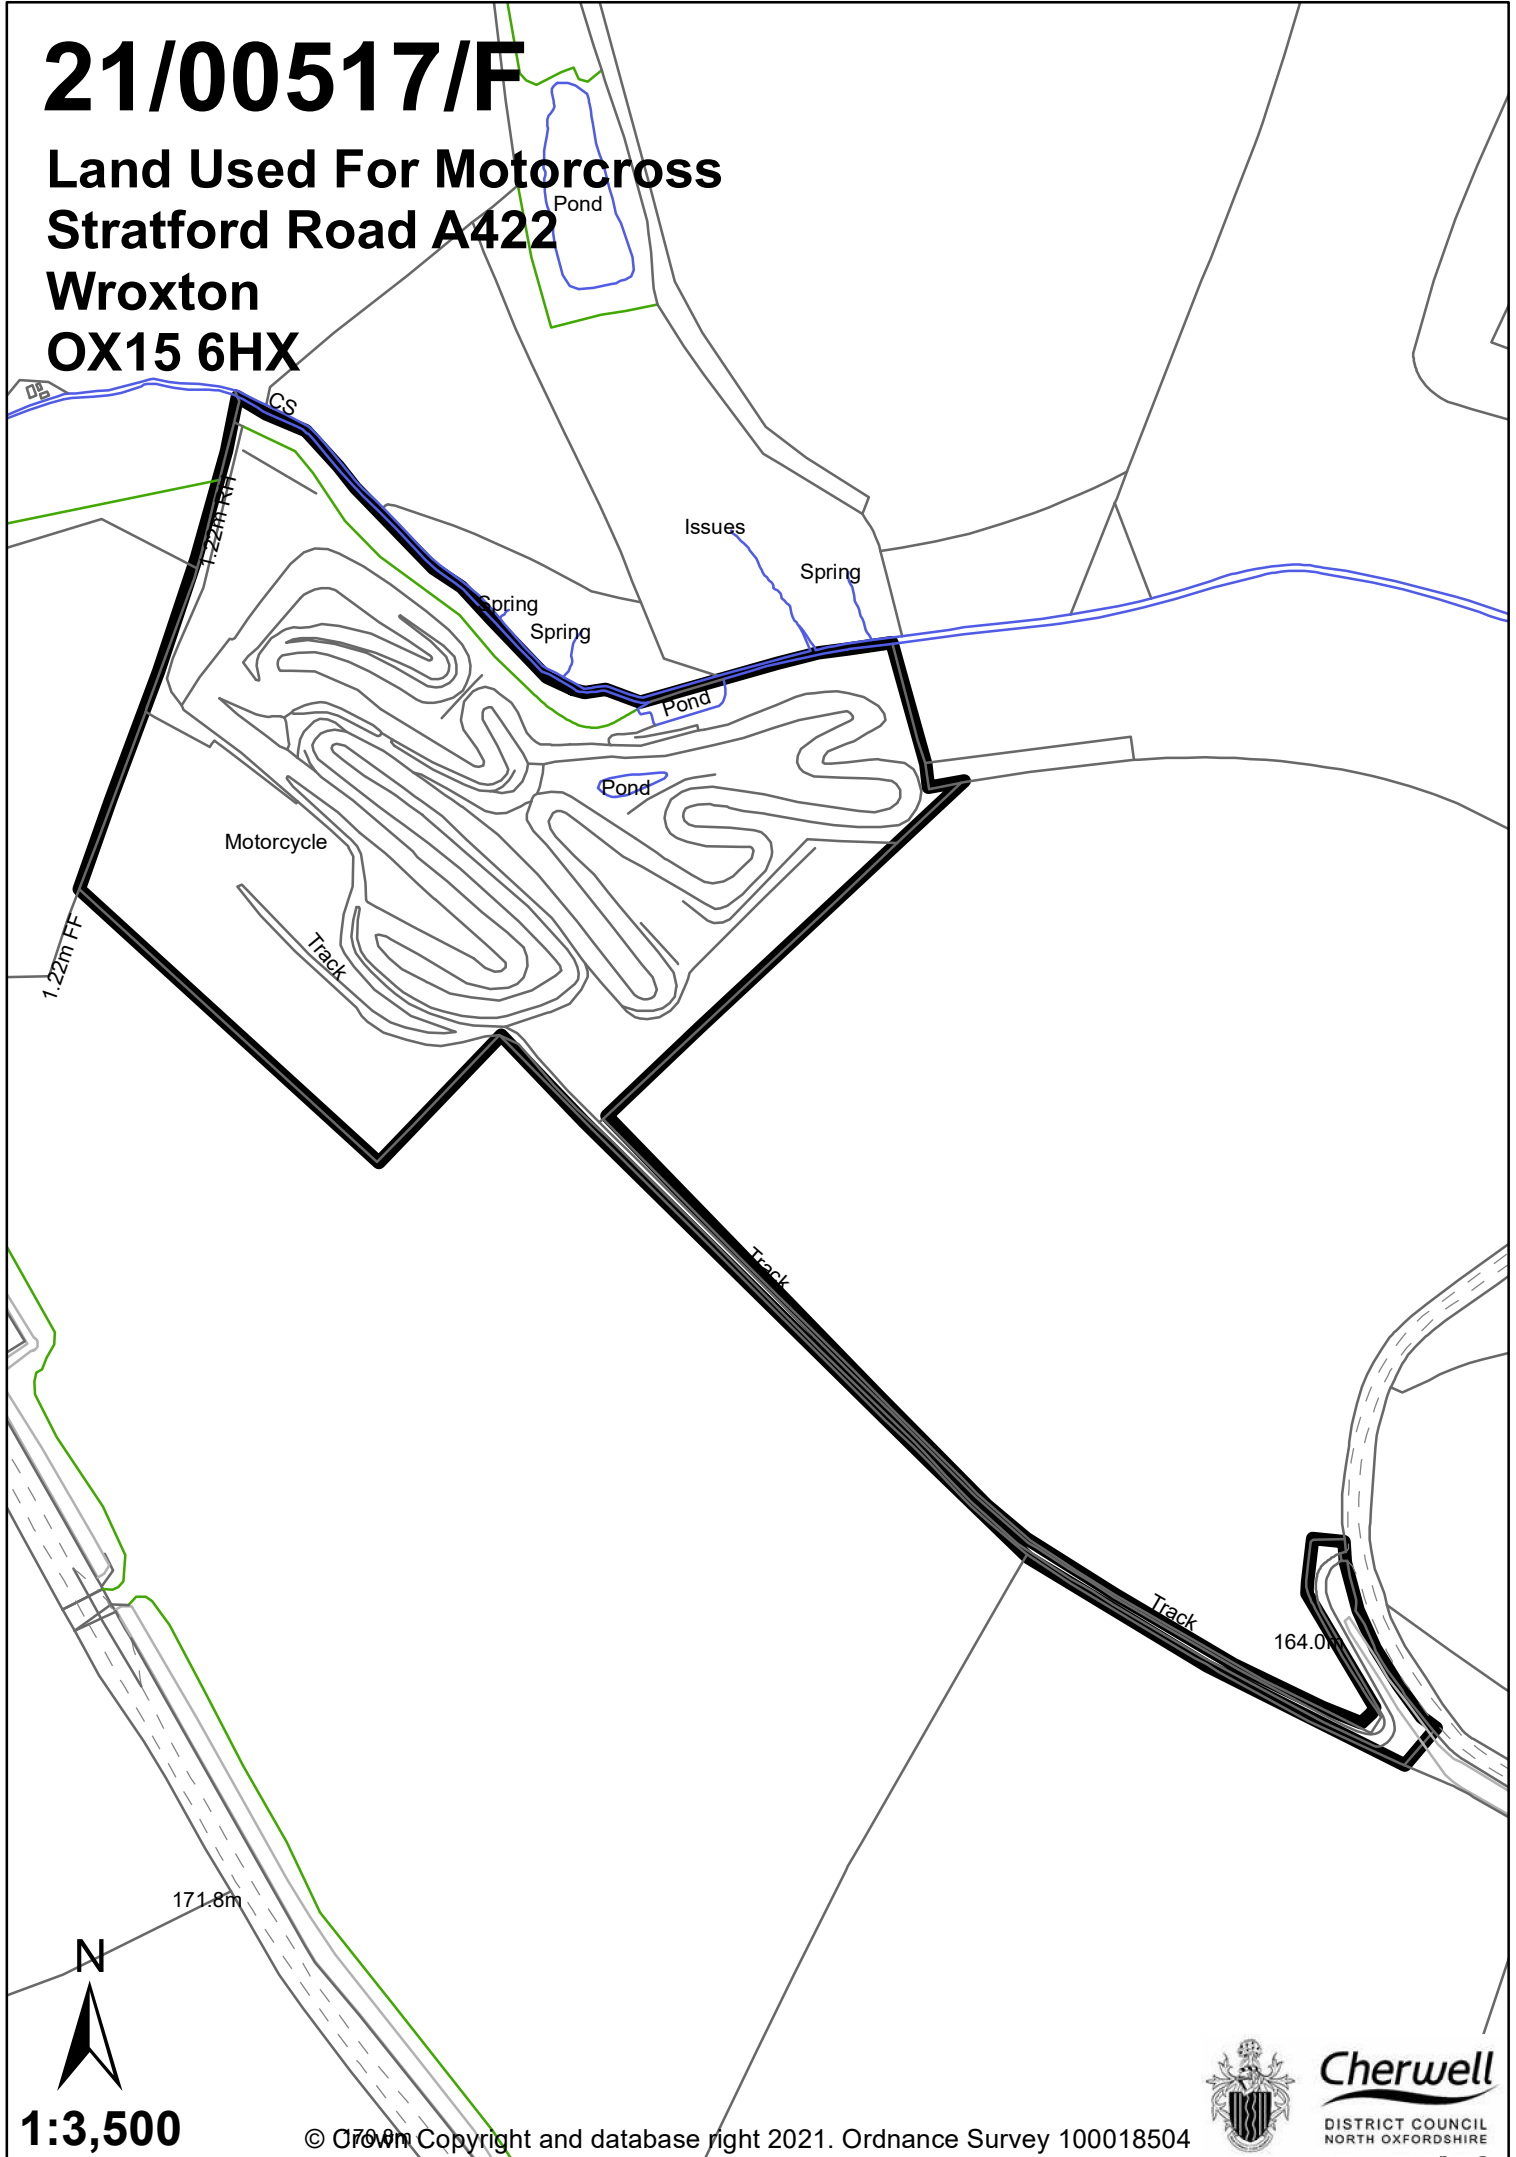 21/00517/F
Land Used For Motorcross
Stratford Road A422
Wroxton
OX15 6HX
Pond
CS
1.22m RH
Issues
Spring
Spring
Spring
Pond
Pond
Motorcycle
Track
1.22m FF
Track
Track
164.0m
171.8m
N
1:3,500
170.8m
© Crown Copyright and database right 2021. Ordnance Survey 100018504
Cherwell
DISTRICT COUNCIL
NORTH OXFORDSHIRE